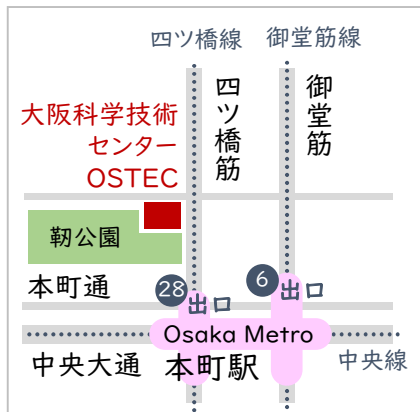 四ツ橋線
御堂筋線
四ツ橋筋
御堂筋
大阪科学技術
センター
OSTEC
靭公園
本町通
28
出口
6
出口
Osaka Metro
中央大通
本町駅
中央線